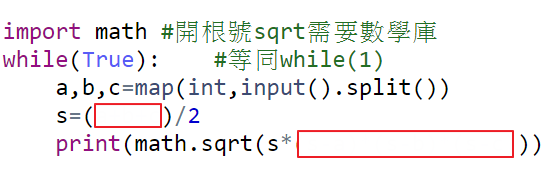 import math #開根號sqrt需要數學庫
while(True):    #等同while(1)
    a,b,c=map(int,input().split())
    s=(      )/2
    print(math.sqrt(s*(                  ))